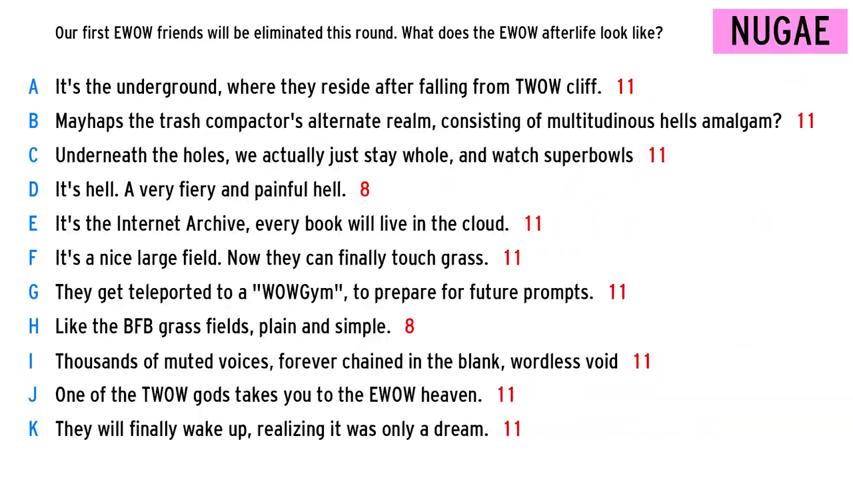 Our first EWOW friends will be eliminated this round. What does the EWOW afterlife look like?
NUGAE
A It's the underground, where they reside after falling from TWOW cliff. 11
B Mayhaps the trash compactor's alternate realm, consisting of multitudinous hells amalgam? 11
C Underneath the holes, we actually just stay whole, and watch superbowls 11
D It's hell. A very fiery and painful hell. 8
E It's the Internet Archive, every book will live in the cloud. 11
F It's a nice large field. Now they can finally touch grass. 11
G They get teleported to a "WOWGym", to prepare for future prompts. 11
H Like the BFB grass fields, plain and simple. 8
I Thousands of muted voices, forever chained in the blank, wordless void 11
J One of the TWOW gods takes you to the EWOW heaven. 11
K They will finally wake up, realizing it was only a dream. 11